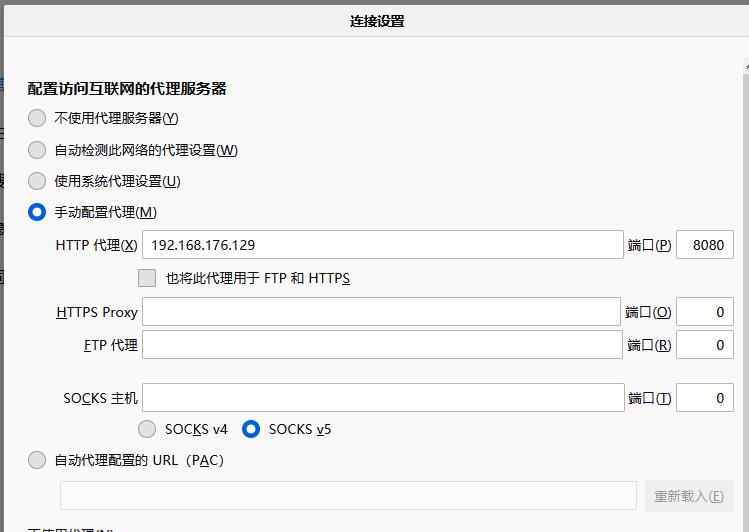 连接设置
配置访问互联网的代理服务器
不使用代理服务器(Y)
自动检测此网络的代理设置(W)
使用系统代理设置(U)
手动配置代理(M)
HTTP 代理(X) 192.168.176.129 端口(P) 8080
也将此代理用于 FTP 和 HTTPS
HTTPS Proxy 端口(O) 0
FTP 代理 端口(R) 0
SOCKS 主机 端口(T) 0
SOCKS v4 SOCKS v5
自动代理配置的 URL（PAC）
重新载入(E)